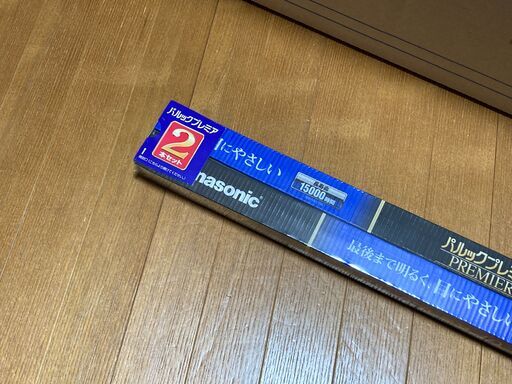 パルックプレミア
2
本セット
目にやさしい
15000時間
nasonic
パルックプレミ
PREMIER
最後まで明るく、目にやさしい